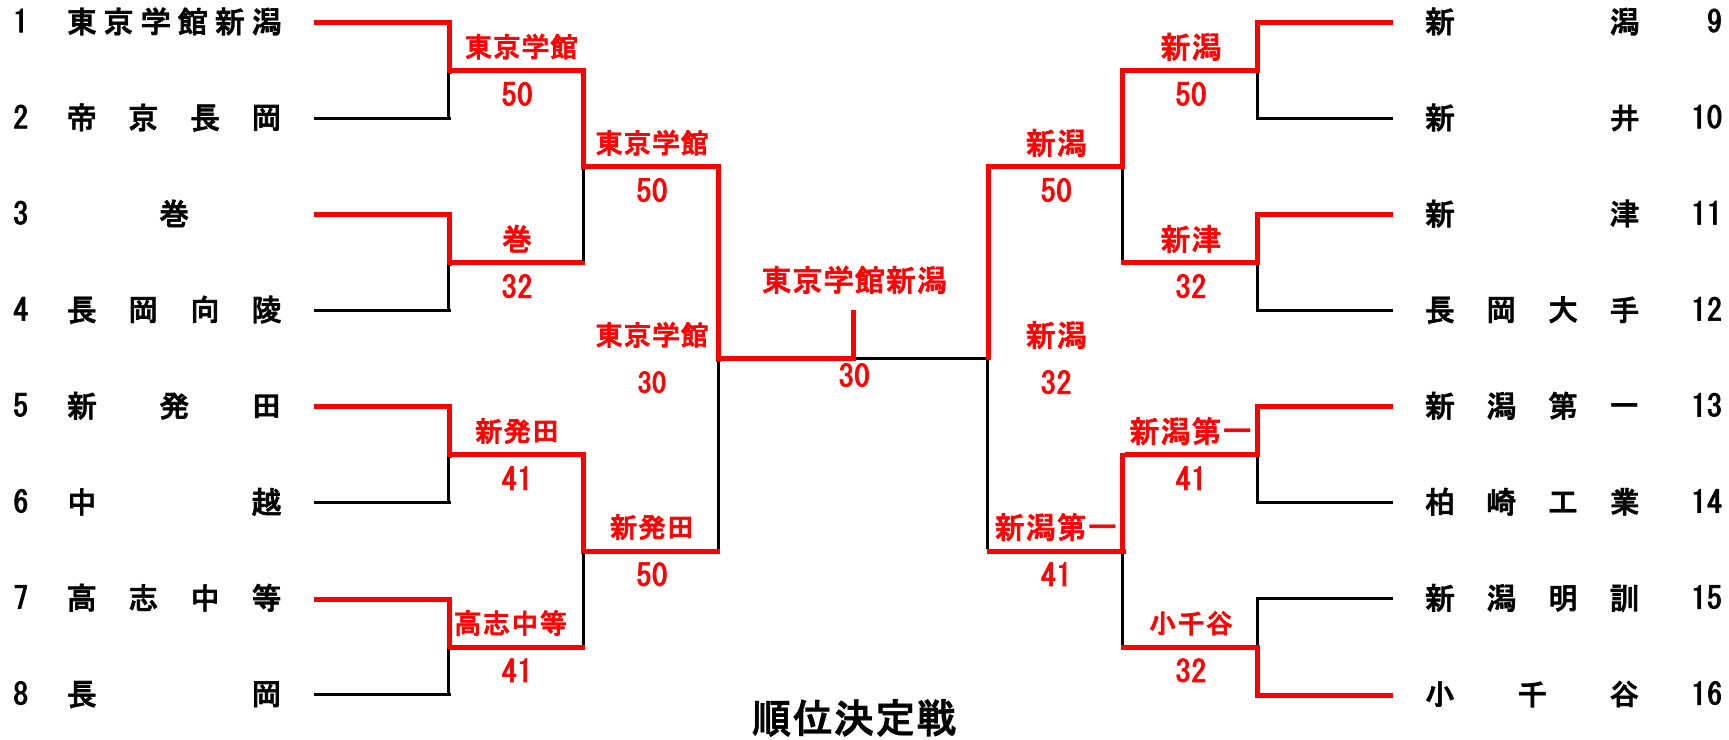 1 東京学館新潟
2 帝京長岡
3 巻
4 長岡向陵
5 新発田
6 中越
7 高志中等
8 長岡
東京学館
50
巻
32
新発田
41
高志中等
41
東京学館
50
新発田
50
東京学館
30
東京学館新潟
30
新潟
32
新潟
50
新潟第一
41
新潟
50
新津
32
新潟第一
41
小千谷
32
新潟 9
新井 10
新津 11
長岡大手 12
新潟第一 13
柏崎工業 14
新潟明訓 15
小千谷 16
順位決定戦